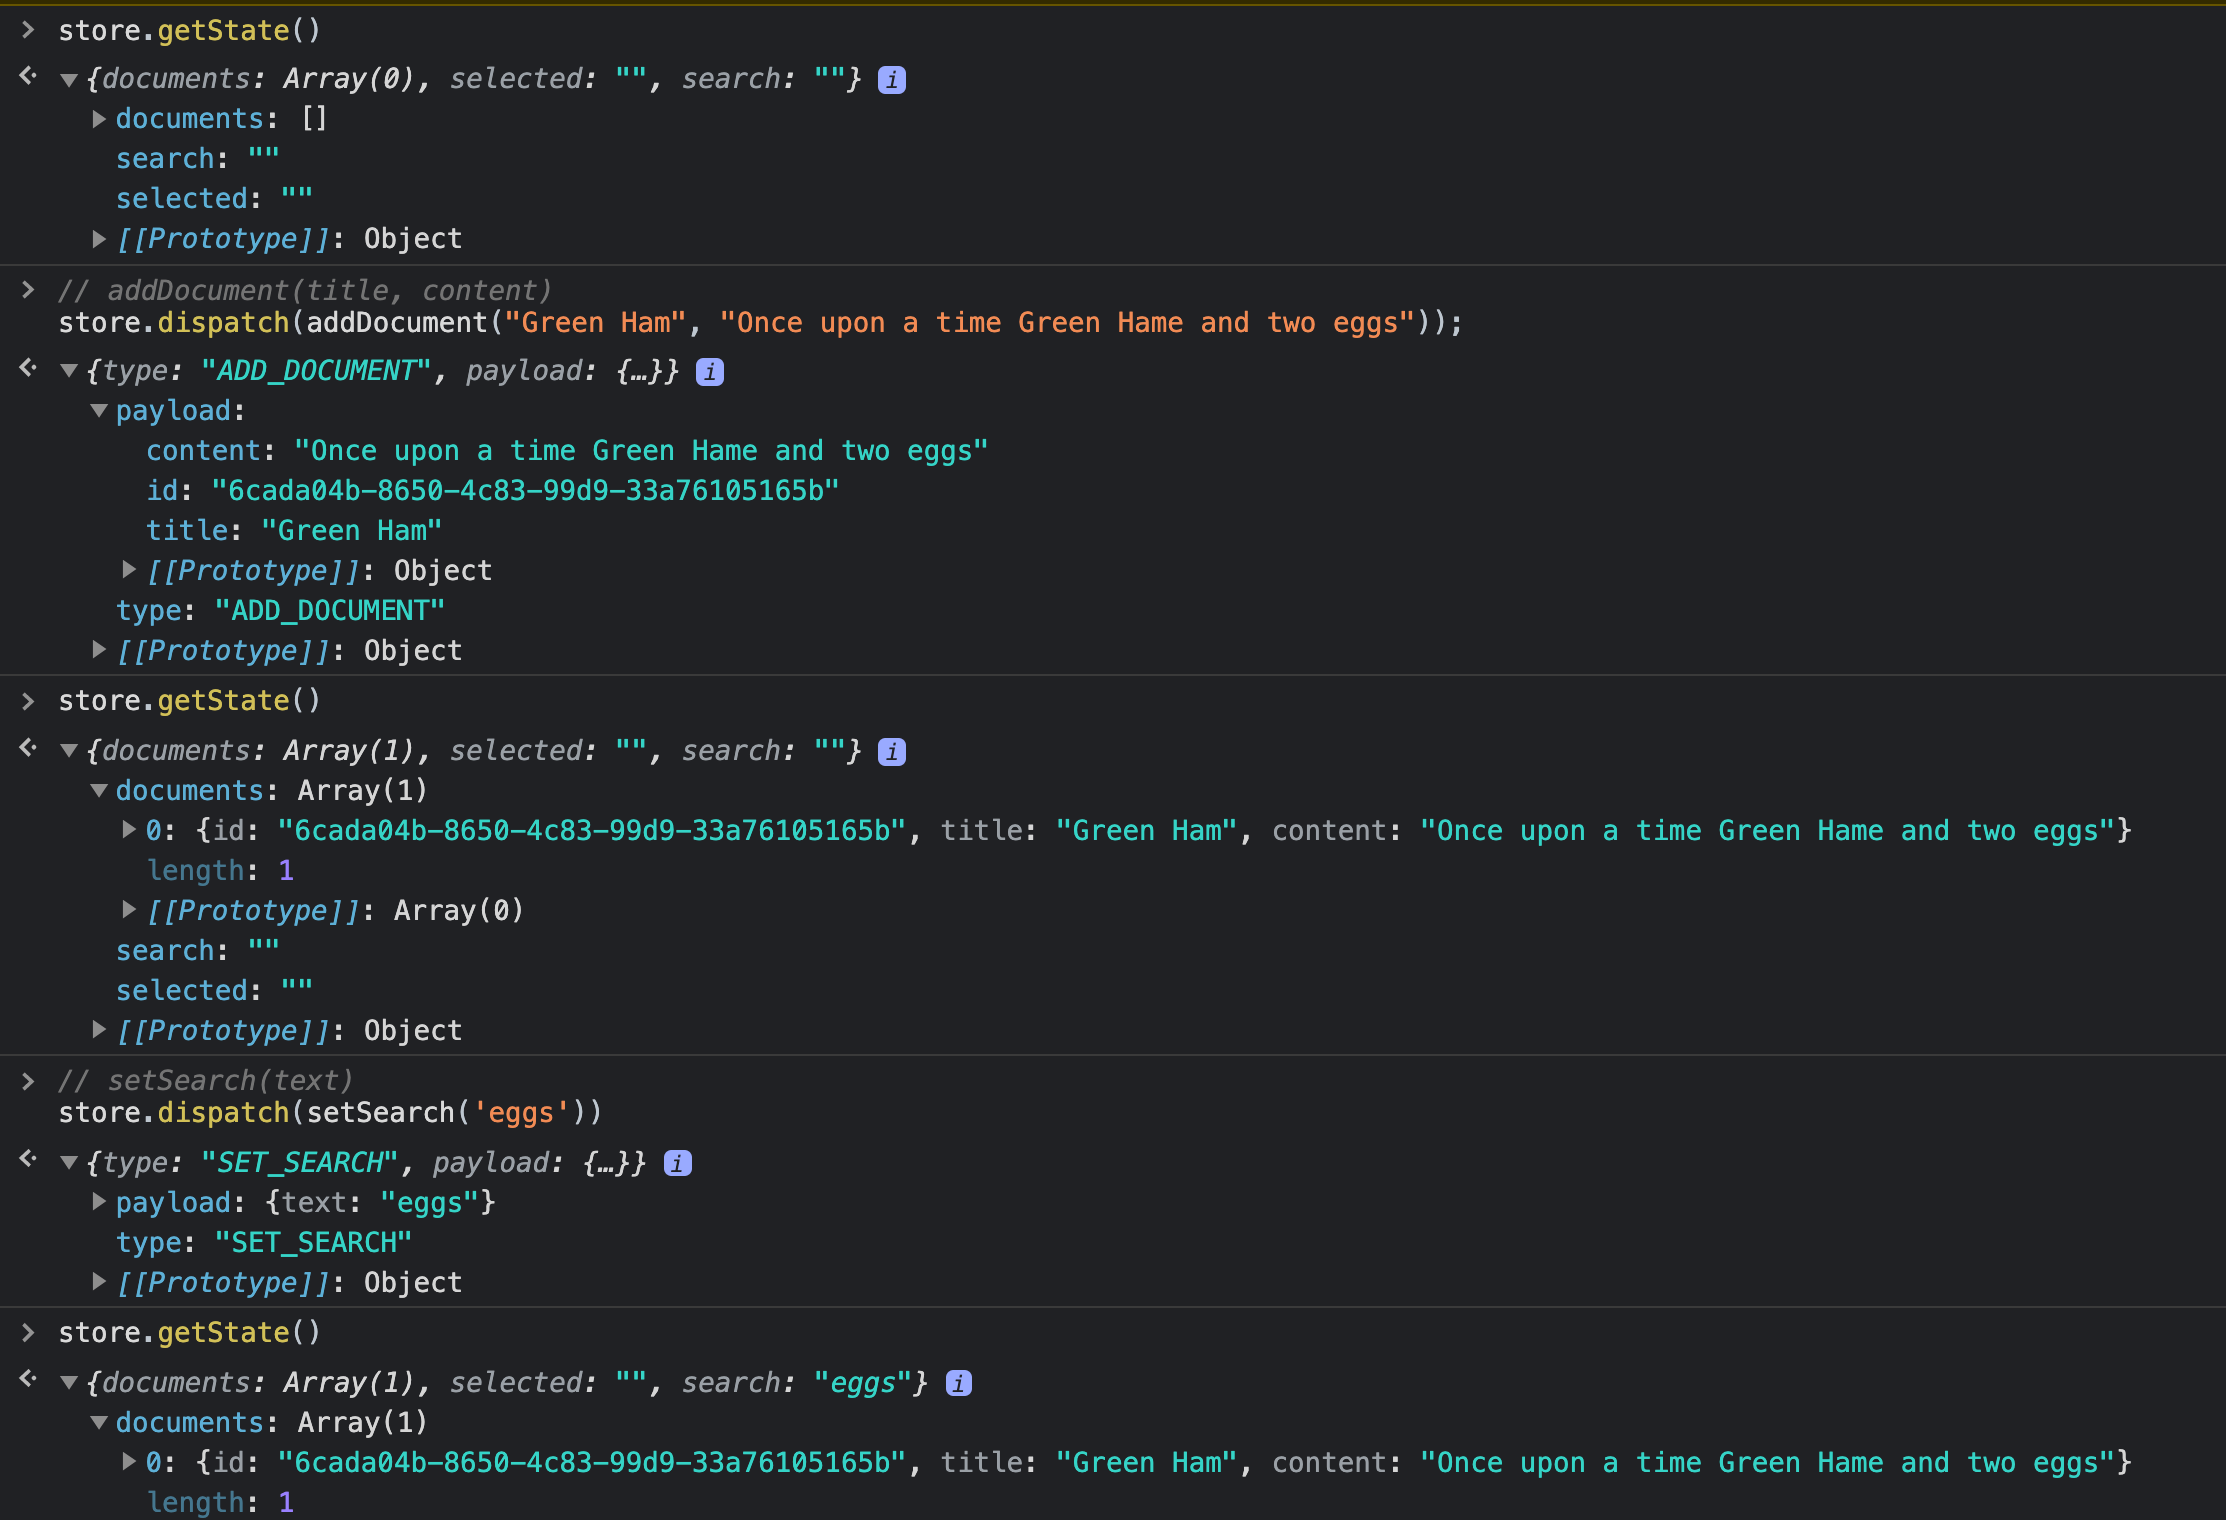 > store.getState()
{documents: Array(0), selected: "", search: ""} i
documents: []
search: ""
selected: ""
[[Prototype]]: Object
> // addDocument(title, content)
store.dispatch(addDocument("Green Ham", "Once upon a time Green Hame and two eggs"));
{type: "ADD_DOCUMENT", payload: {…}} i
payload:
content: "Once upon a time Green Hame and two eggs"
id: "6cada04b-8650-4c83-99d9-33a76105165b"
title: "Green Ham"
[[Prototype]]: Object
type: "ADD_DOCUMENT"
[[Prototype]]: Object
> store.getState()
{documents: Array(1), selected: "", search: ""} i
documents: Array(1)
0: {id: "6cada04b-8650-4c83-99d9-33a76105165b", title: "Green Ham", content: "Once upon a time Green Hame and two eggs"}
length: 1
[[Prototype]]: Array(0)
search: ""
selected: ""
[[Prototype]]: Object
> // setSearch(text)
store.dispatch(setSearch('eggs'))
{type: "SET_SEARCH", payload: {…}} i
payload: {text: "eggs"}
type: "SET_SEARCH"
[[Prototype]]: Object
> store.getState()
{documents: Array(1), selected: "", search: "eggs"} i
documents: Array(1)
0: {id: "6cada04b-8650-4c83-99d9-33a76105165b", title: "Green Ham", content: "Once upon a time Green Hame and two eggs"}
length: 1